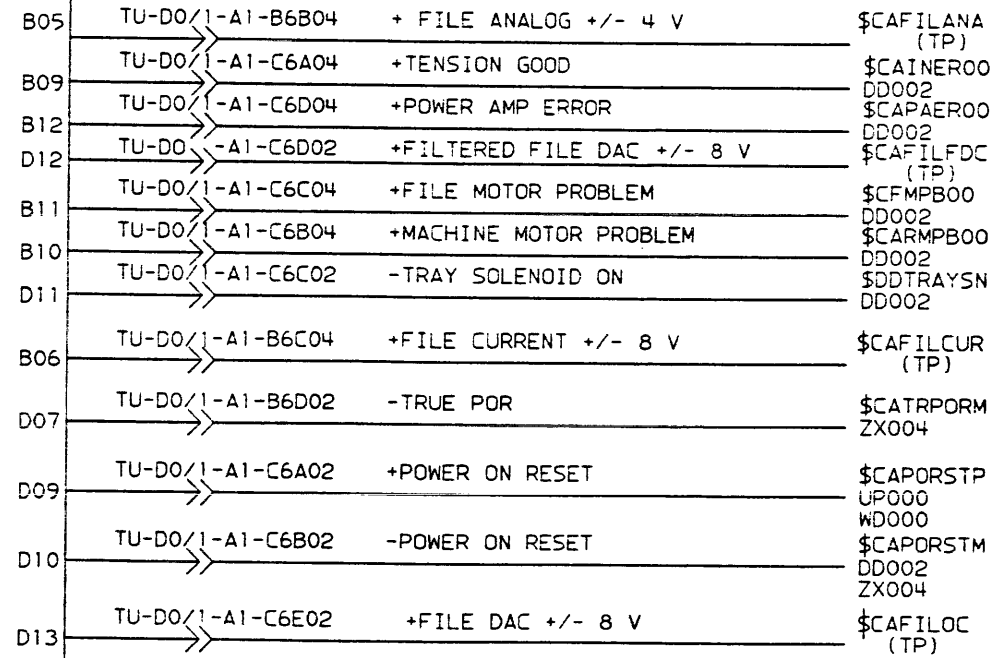 B05 TU-D0/1-A1-B6B04 + FILE ANALOG +/- 4 V $CAFILANA
(TP)
B09 TU-D0/1-A1-C6A04 +TENSION GOOD $CAINER00
DD002
B12 TU-D0/1-A1-C6D04 +POWER AMP ERROR $CAPAER00
DD002
D12 TU-D0/1-A1-C6D02 +FILTERED FILE DAC +/- 8 V $CAFILFDC
(TP)
B11 TU-D0/1-A1-C6C04 +FILE MOTOR PROBLEM $CFMPB00
DD002
B10 TU-D0/1-A1-C6B04 +MACHINE MOTOR PROBLEM $CARMPB00
DD002
D11 TU-D0/1-A1-C6C02 -TRAY SOLENOID ON $DDTRAYSN
DD002
B06 TU-D0/1-A1-B6C04 +FILE CURRENT +/- 8 V $CAFILCUR
(TP)
D07 TU-D0/1-A1-B6D02 -TRUE POR $CATRPORM
ZX004
D09 TU-D0/1-A1-C6A02 +POWER ON RESET $CAPORSTP
UP000
WD000
D10 TU-D0/1-A1-C6B02 -POWER ON RESET $CAPORSTM
DD002
ZX004
D13 TU-D0/1-A1-C6E02 +FILE DAC +/- 8 V $CAFILOC
(TP)